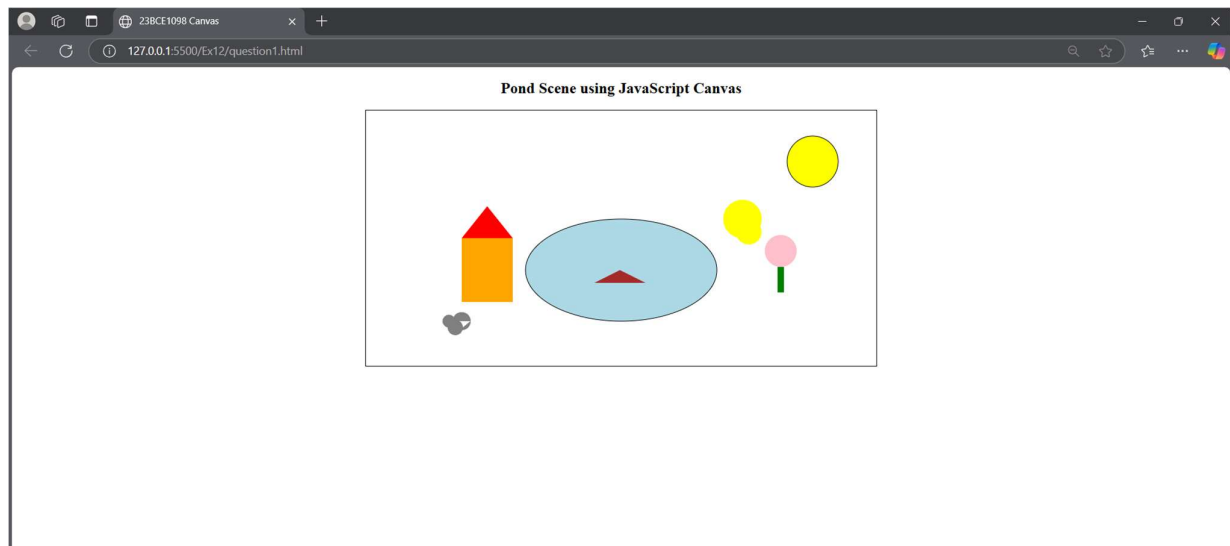 23BCE1098 Canvas
127.0.0.1:5500/Ex12/question1.html
Pond Scene using JavaScript Canvas